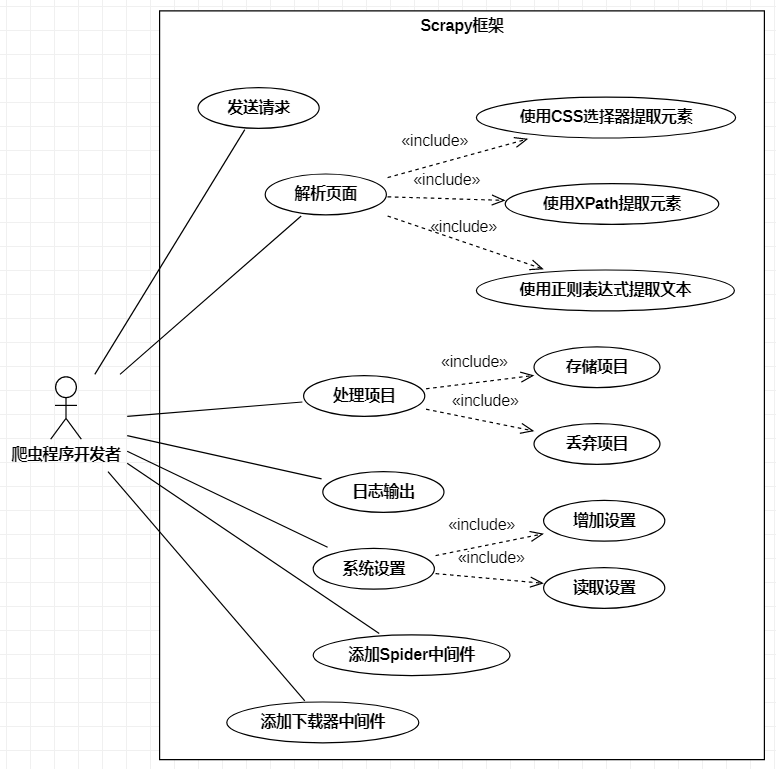 Scrapy框架
发送请求
使用CSS选择器提取元素
«include»
解析页面
«include»
使用XPath提取元素
«include»
使用正则表达式提取文本
处理项目
«include»
存储项目
«include»
丢弃项目
爬虫程序开发者
日志输出
«include»
增加设置
系统设置
«include»
读取设置
添加Spider中间件
添加下载器中间件